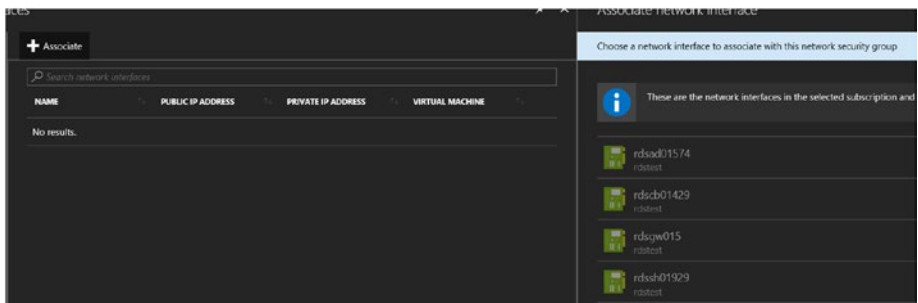 Associate network interface
Associate
Choose a network interface to associate with this network security group
Search network interfaces
NAME PUBLIC IP ADDRESS PRIVATE IP ADDRESS VIRTUAL MACHINE
No results.
These are the network interfaces in the selected subscription and
rdsad01574
rdstest
rdscb01429
rdstest
rdsgw015
rdstest
rdssh01929
rdstest